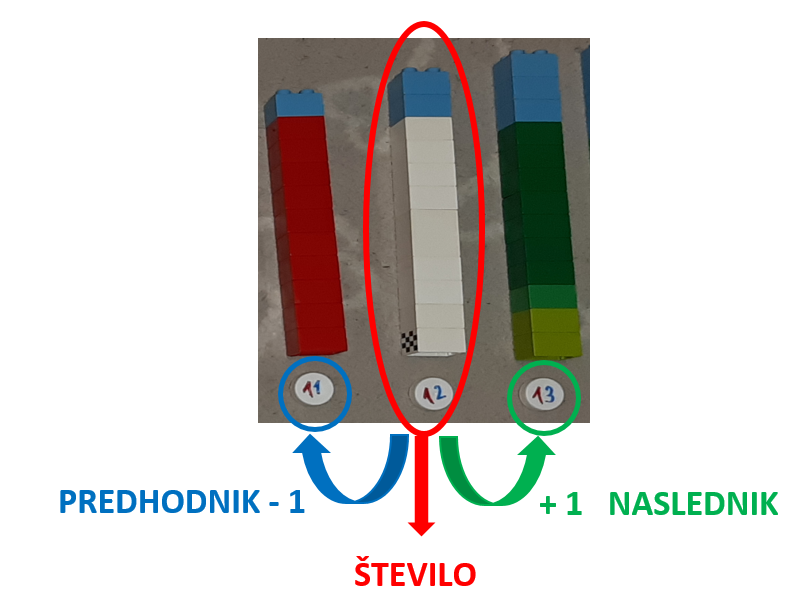 11 12 13
PREDHODNIK - 1
+ 1 NASLEDNIK
ŠTEVILO